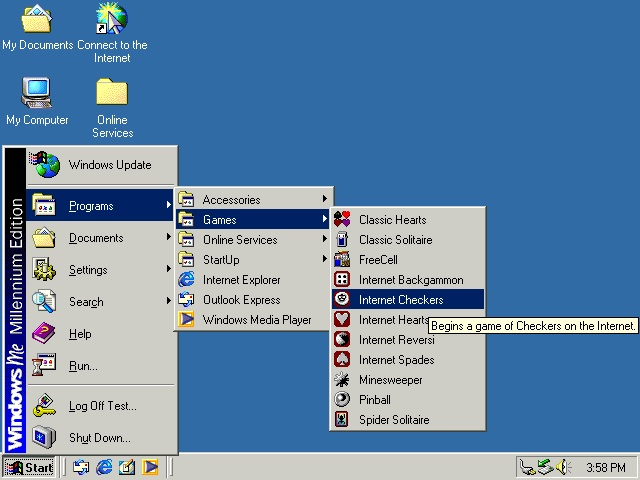 My Documents
Connect to the
Internet
My Computer
Online
Services
Windows Me Millennium Edition
Windows Update
Programs
Documents
Settings
Search
Help
Run...
Log Off Test...
Shut Down...
Accessories
Games
Online Services
StartUp
Internet Explorer
Outlook Express
Windows Media Player
Classic Hearts
Classic Solitaire
FreeCell
Internet Backgammon
Internet Checkers
Internet Hearts
Begins a game of Checkers on the Internet.
Internet Reversi
Internet Spades
Minesweeper
Pinball
Spider Solitaire
Start
3:58 PM